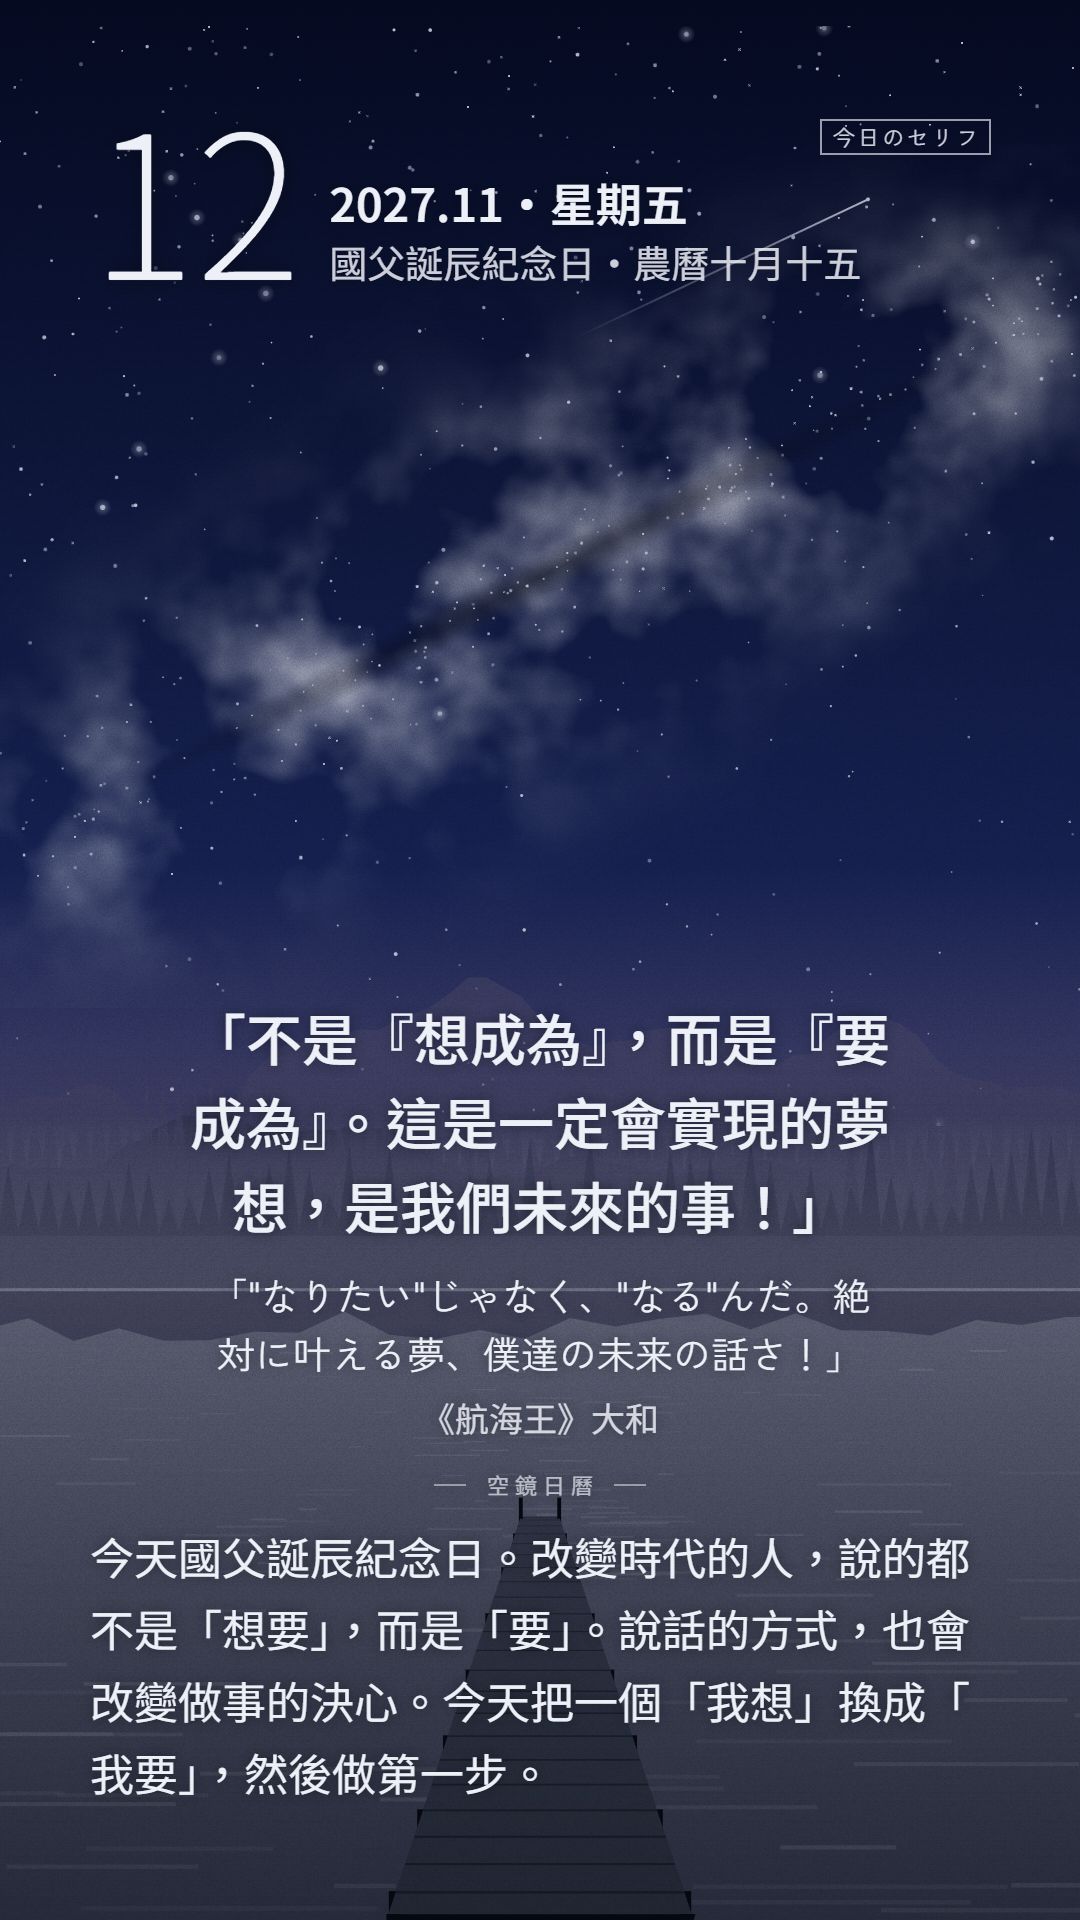 今日のセリフ
12
2027.11・星期五
國父誕辰紀念日・農曆十月十五
「不是『想成為』，而是『要
成為』。這是一定會實現的夢
想，是我們未來的事！」
「"なりたい"じゃなく、"なる"んだ。絶
対に叶える夢、僕達の未来の話さ！」
《航海王》大和
空鏡日曆
今天國父誕辰紀念日。改變時代的人，說的都
不是「想要」，而是「要」。說話的方式，也會
改變做事的決心。今天把一個「我想」換成「
我要」，然後做第一步。